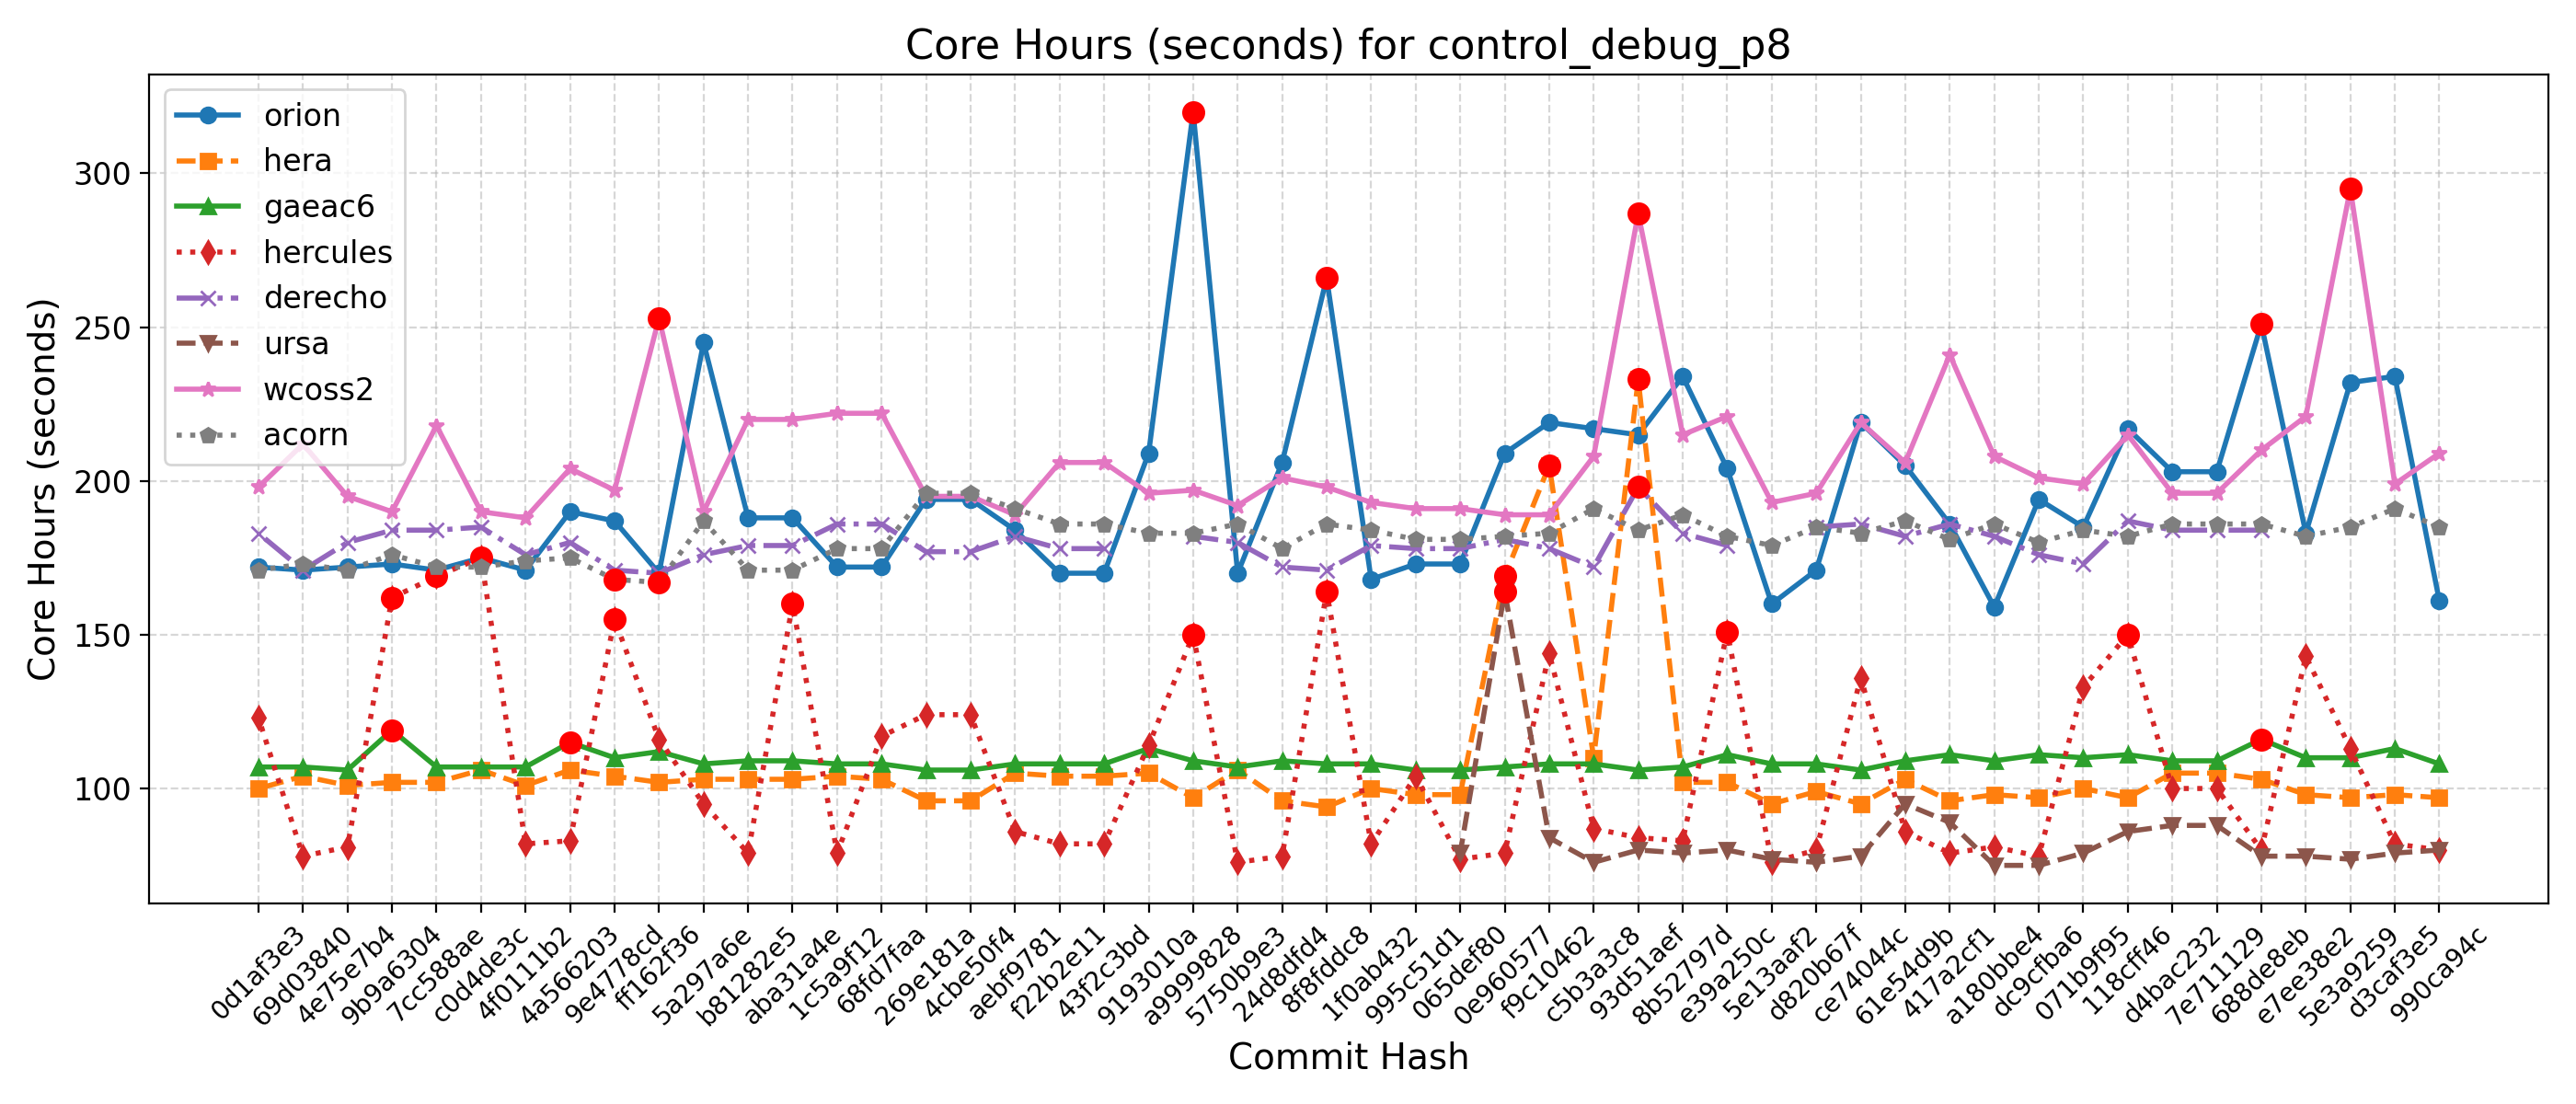 Core Hours (seconds) for control_debug_p8
Core Hours (seconds)
300
250
200
150
100
orion
hera
gaeac6
hercules
derecho
ursa
wcoss2
acorn
0d1af3e3
69d03840
4e75e7b4
9b9a6304
7cc588ae
c0d4de3c
4f0111b2
4a566203
9e4778cd
ff162f36
5a297a6e
b81282e5
aba31a4e
1c5a9f12
68fd7faa
269e181a
4cbe50f4
aebf9781
f22b2e11
43f2c3bd
9193010a
a9999828
5750b9e3
24d8dfd4
8f8fddc8
1f0ab432
995c51d1
065def80
0e960577
f9c10462
c5b3a3c8
93d51aef
8b52797d
e39a250c
5e13aaf2
d820b67f
ce74044c
61e54d9b
417a2cf1
a180bbe4
dc9cfba6
071b9f95
118cff46
d4bac232
7e711129
688de8eb
e7ee38e2
5e3a9259
d3caf3e5
990ca94c
Commit Hash